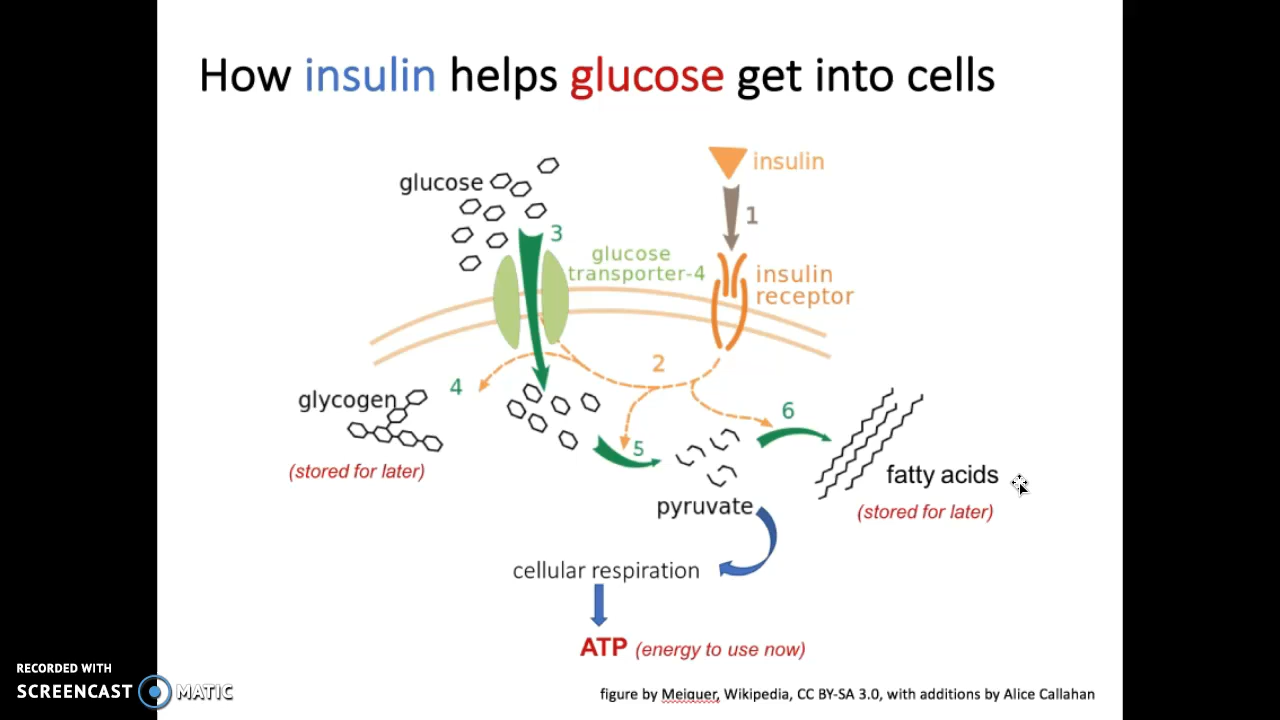 How insulin helps glucose get into cells
insulin
glucose
1
3
glucose
transporter-4
insulin
receptor
2
4
glycogen
(stored for later)
5
6
pyruvate
fatty acids
(stored for later)
cellular respiration
ATP (energy to use now)
RECORDED WITH
SCREENCAST MATIC
figure by Meiquer, Wikipedia, CC BY-SA 3.0, with additions by Alice Callahan